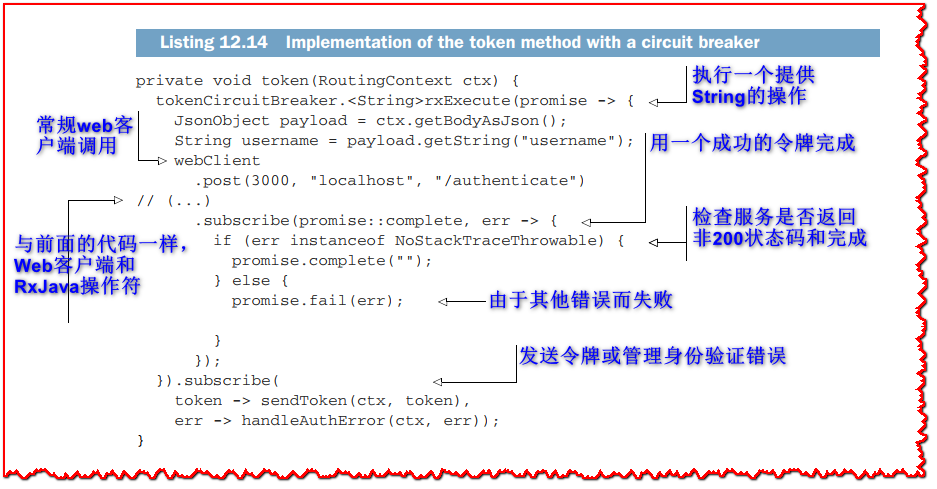 Listing 12.14 Implementation of the token method with a circuit breaker
private void token(RoutingContext ctx) {
tokenCircuitBreaker.<String>rxExecute(promise -> {
执行一个提供
String的操作
JsonObject payload = ctx.getBodyAsJson();
String username = payload.getString("username");
常规web客
户端调用
webClient
用一个成功的令牌完成
.post(3000, "localhost", "/authenticate")
// (...)
.subscribe(promise::complete, err -> {
检查服务是否返回
非200状态码和完成
if (err instanceof NoStackTraceThrowable) {
与前面的代码一样，
Web客户端和
RxJava操作符
promise.complete("");
} else {
promise.fail(err);
由于其他错误而失败
}
});
发送令牌或管理身份验证错误
}).subscribe(
token -> sendToken(ctx, token),
err -> handleAuthError(ctx, err));
}